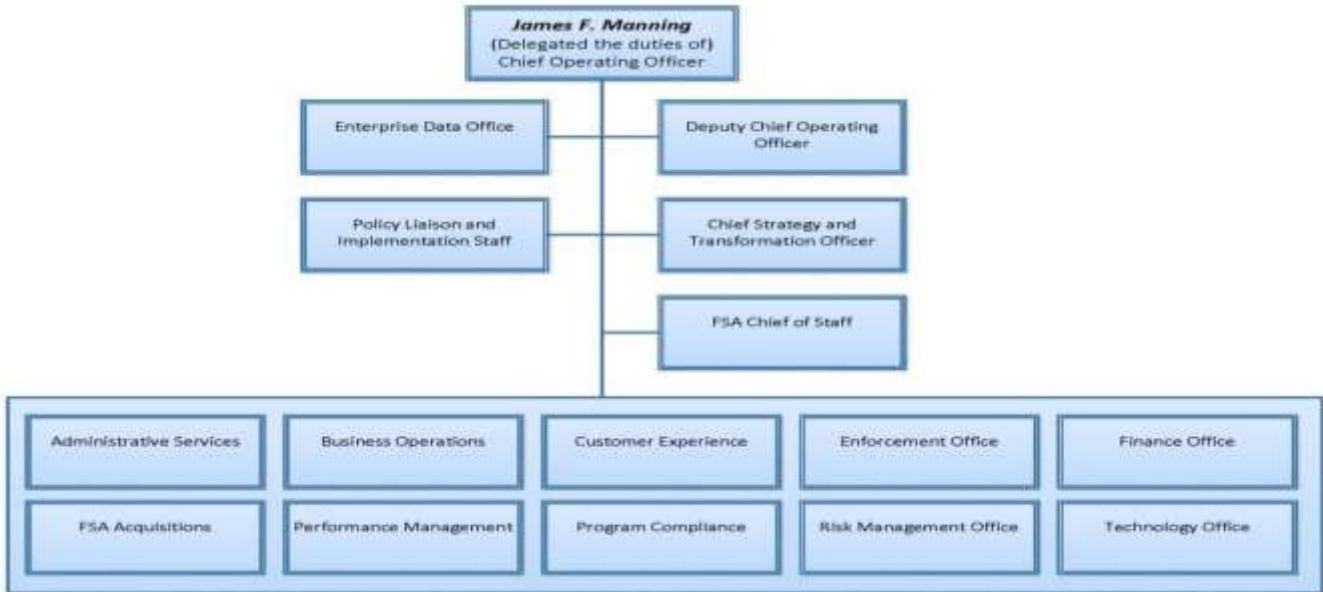 James F. Manning
(Delegated the duties of)
Chief Operating Officer
Enterprise Data Office
Deputy Chief Operating
Officer
Policy Liaison and
Implementation Staff
Chief Strategy and
Transformation Officer
FSA Chief of Staff
Administrative Services
Business Operations
Customer Experience
Enforcement Office
Finance Office
FSA Acquisitions
Performance Management
Program Compliance
Risk Management Office
Technology Office